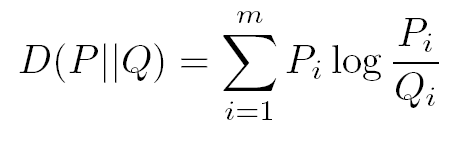 D(P||Q) = \sum_{i=1}^{m} P_i \log \frac{P_i}{Q_i}